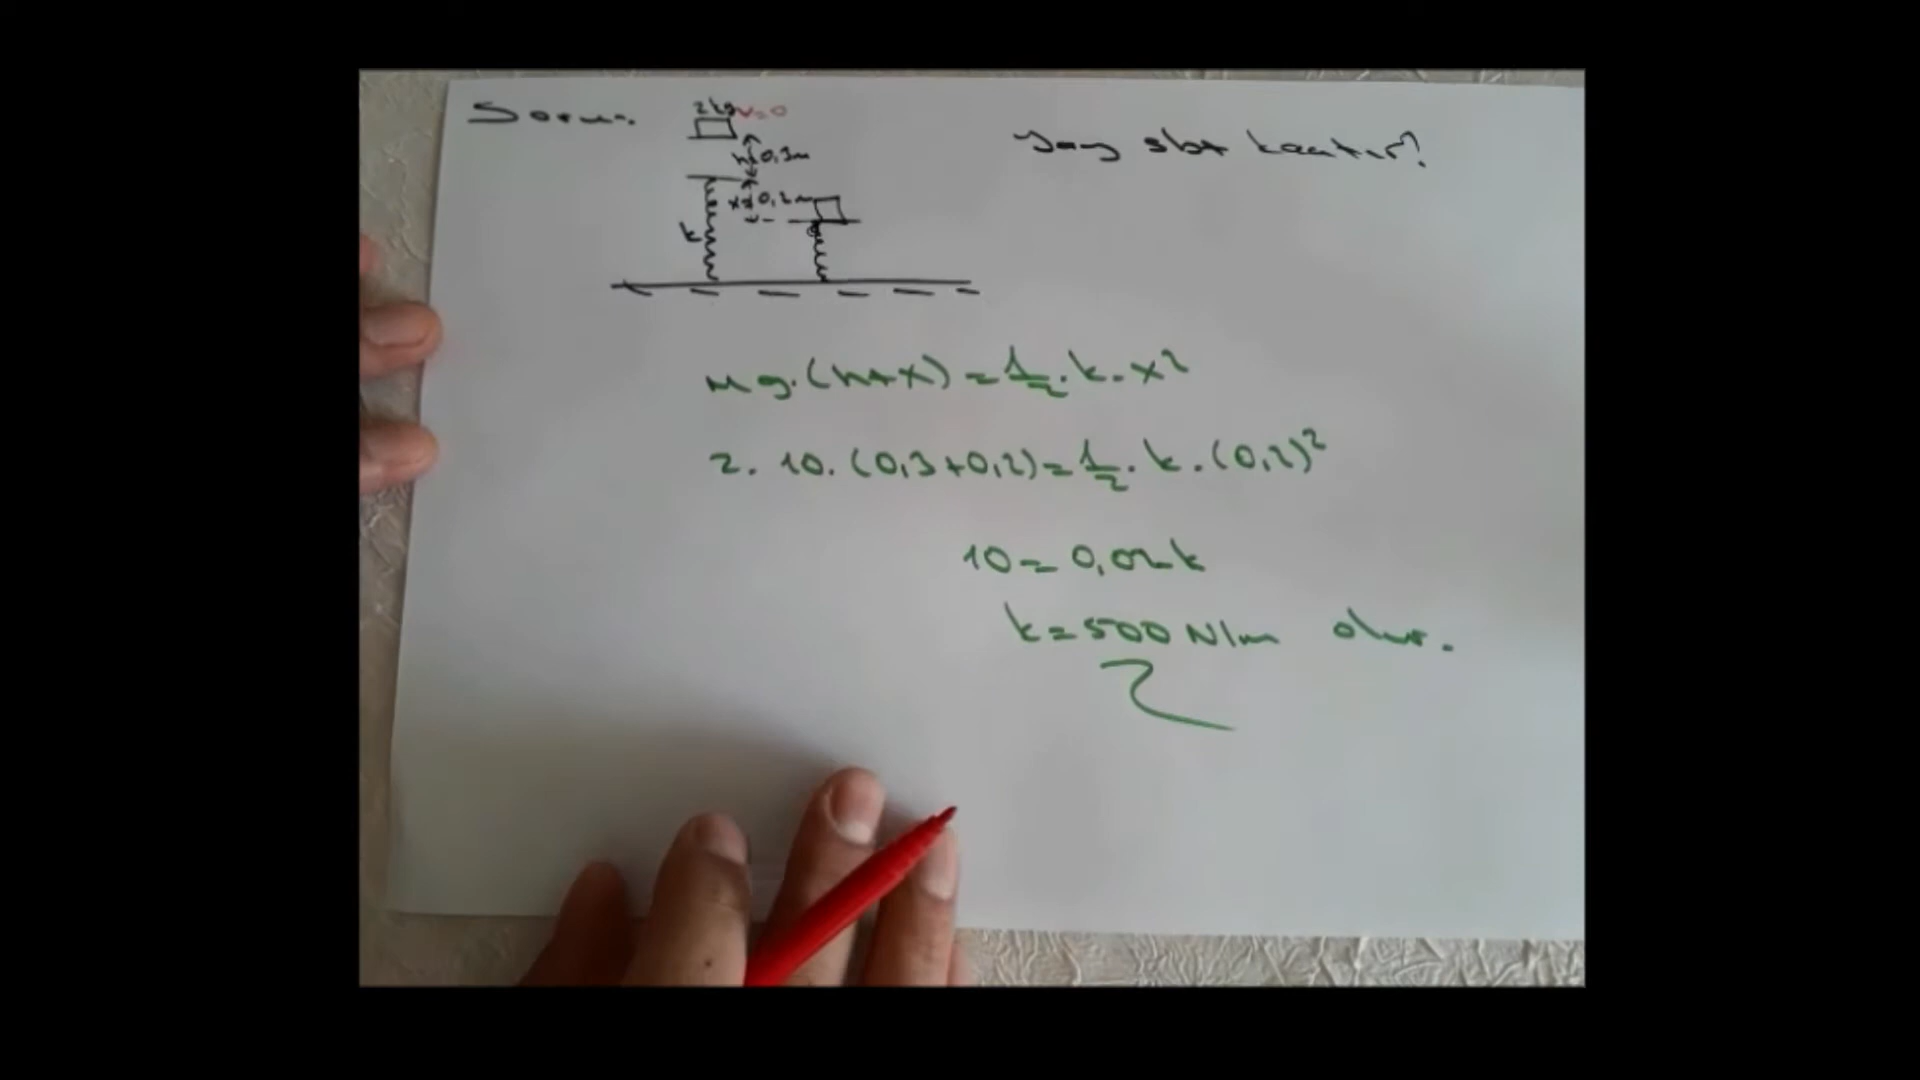 Soru:
2kg v=0
h=0,3m
x=0,2m
k
Yay sbt kaçtır?
mg.(h+x)=1/2.k.x²
2. 10. (0,3+0,2)=1/2.k.(0,2)²
10=0,02k
k=500 N/m olur.